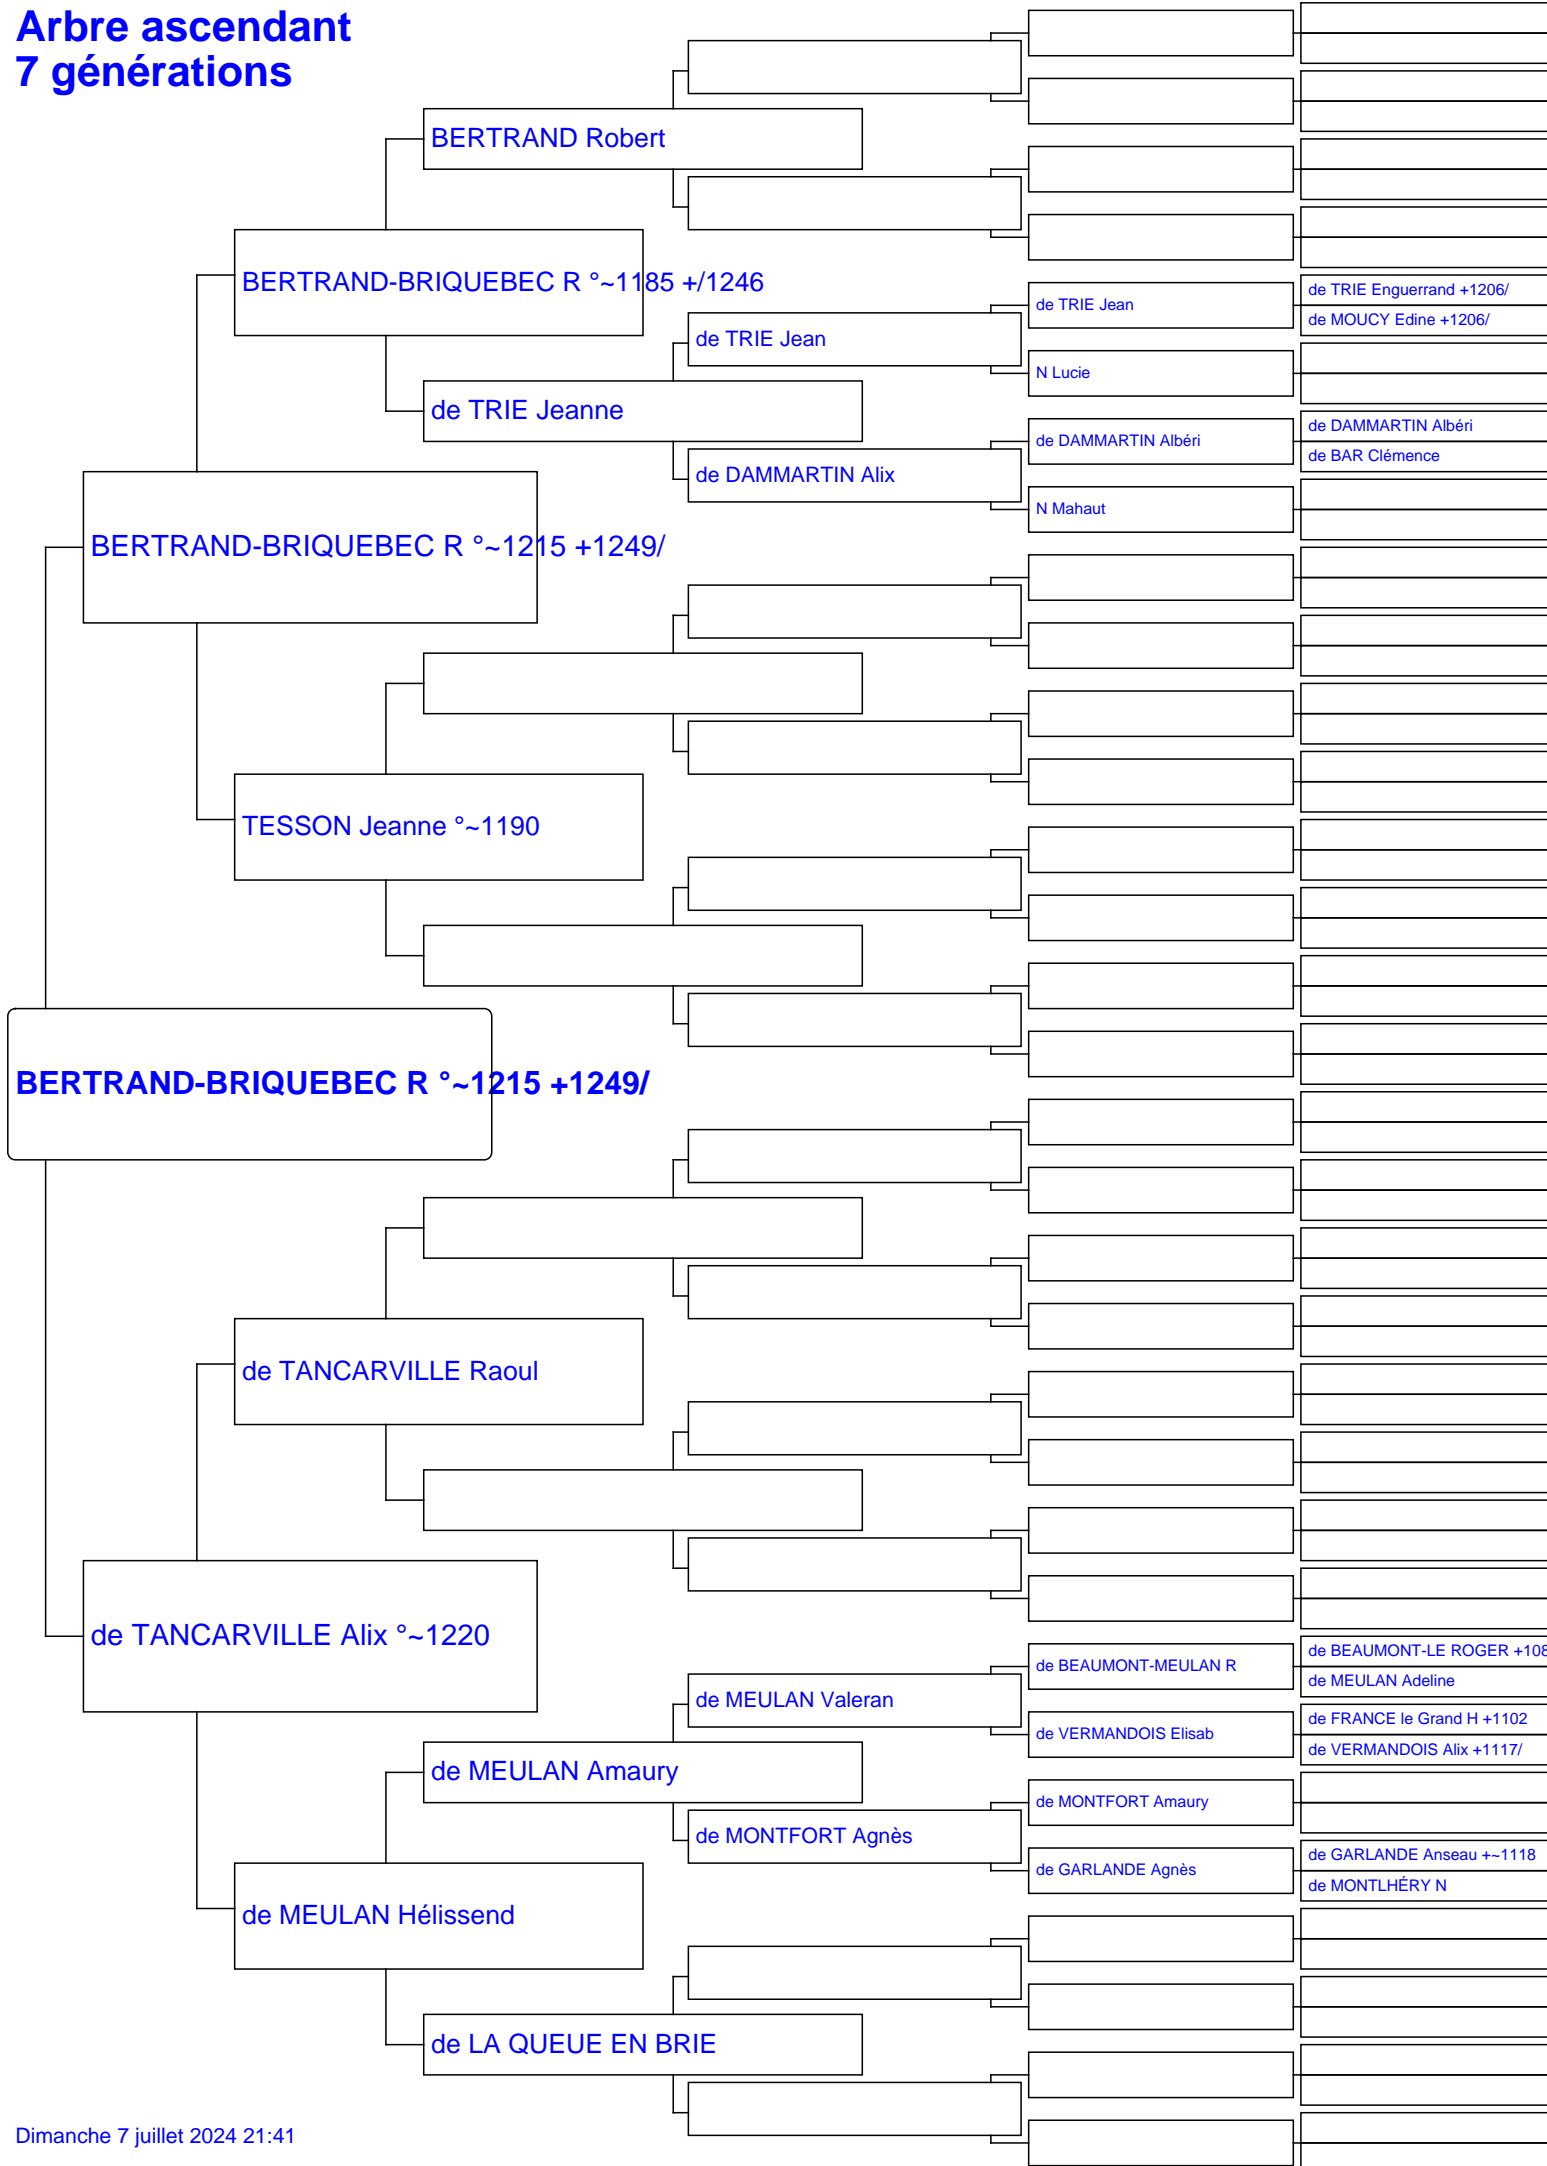 Arbre ascendant
7 générations
BERTRAND Robert
BERTRAND-BRIQUEBEC R °~1185 +/1246
de TRIE Enguerrand +1206/
de TRIE Jean
de MOUCY Edine +1206/
de TRIE Jean
N Lucie
de TRIE Jeanne
de DAMMARTIN Albéri
de DAMMARTIN Albéri
de BAR Clémence
de DAMMARTIN Alix
N Mahaut
BERTRAND-BRIQUEBEC R °~1215 +1249/
TESSON Jeanne °~1190
BERTRAND-BRIQUEBEC R °~1215 +1249/
de TANCARVILLE Raoul
de TANCARVILLE Alix °~1220
de BEAUMONT-LE ROGER +108
de BEAUMONT-MEULAN R
de MEULAN Adeline
de MEULAN Valeran
de FRANCE le Grand H +1102
de VERMANDOIS Elisab
de VERMANDOIS Alix +1117/
de MEULAN Amaury
de MONTFORT Amaury
de MONTFORT Agnès
de GARLANDE Anseau +~1118
de GARLANDE Agnès
de MONTLHÉRY N
de MEULAN Hélissend
de LA QUEUE EN BRIE
Dimanche 7 juillet 2024 21:41